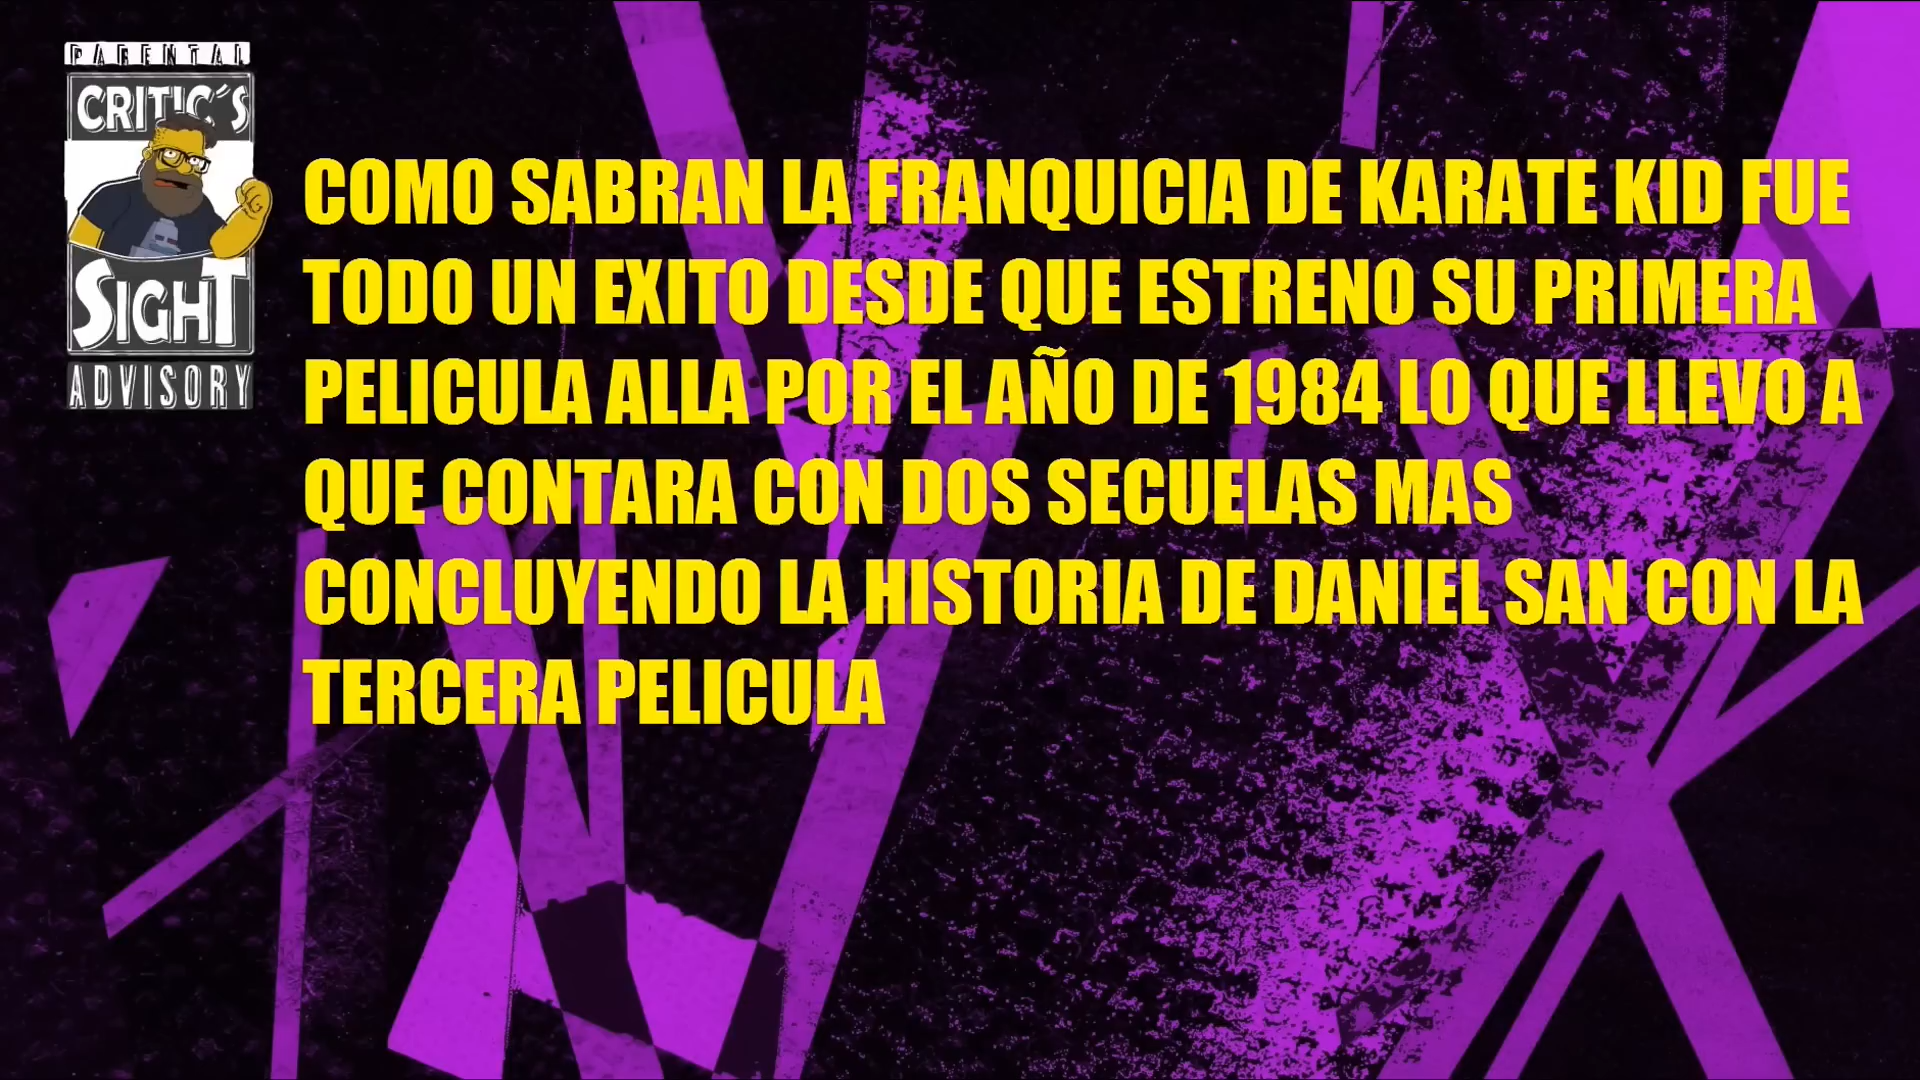 PARENTAL
CRITIC´S
SIGHT
ADVISORY
COMO SABRAN LA FRANQUICIA DE KARATE KID FUE
TODO UN EXITO DESDE QUE ESTRENO SU PRIMERA
PELICULA ALLA POR EL AÑO DE 1984 LO QUE LLEVO A
QUE CONTARA CON DOS SECUELAS MAS
CONCLUYENDO LA HISTORIA DE DANIEL SAN CON LA
TERCERA PELICULA